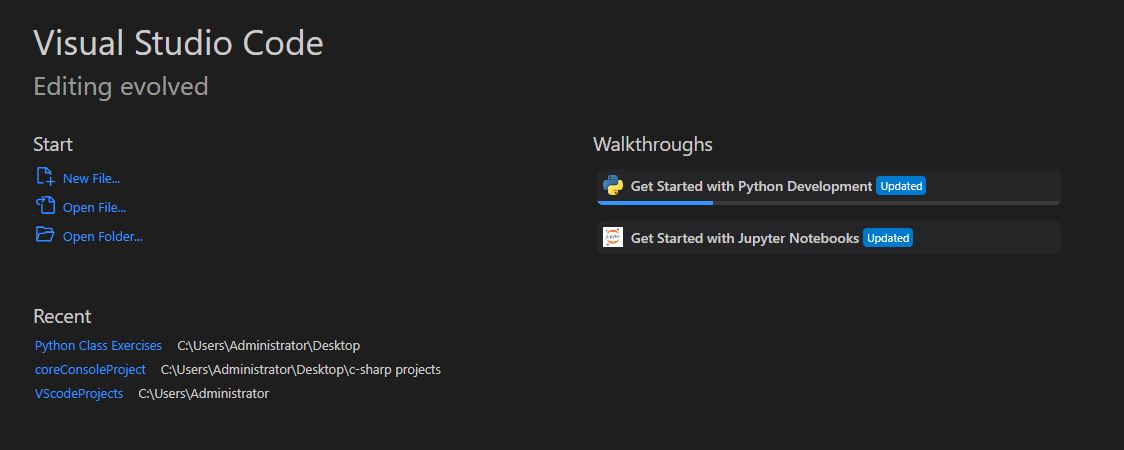 Visual Studio Code
Editing evolved
Start
New File...
Open File...
Open Folder...
Walkthroughs
Get Started with Python Development Updated
Get Started with Jupyter Notebooks Updated
Recent
Python Class Exercises C:\Users\Administrator\Desktop
coreConsoleProject C:\Users\Administrator\Desktop\c-sharp projects
VScodeProjects C:\Users\Administrator